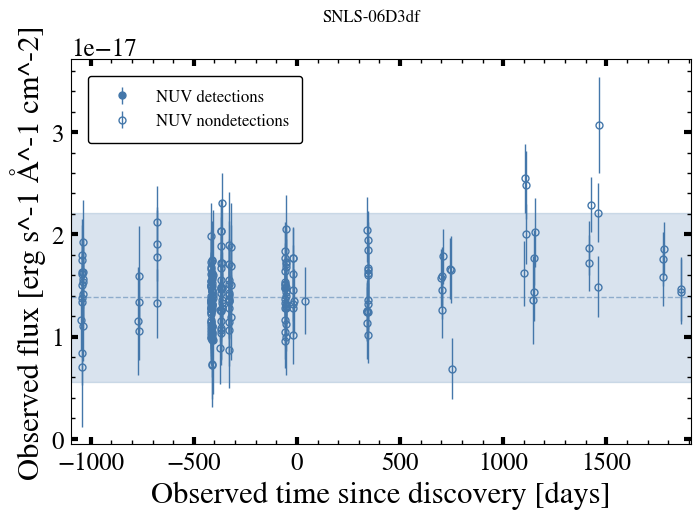 SNLS-06D3df
1e−17
NUV detections
NUV nondetections
Observed flux [erg s^-1 Å^-1 cm^-2]
3
2
1
0
−1000 −500 0 500 1000 1500
Observed time since discovery [days]